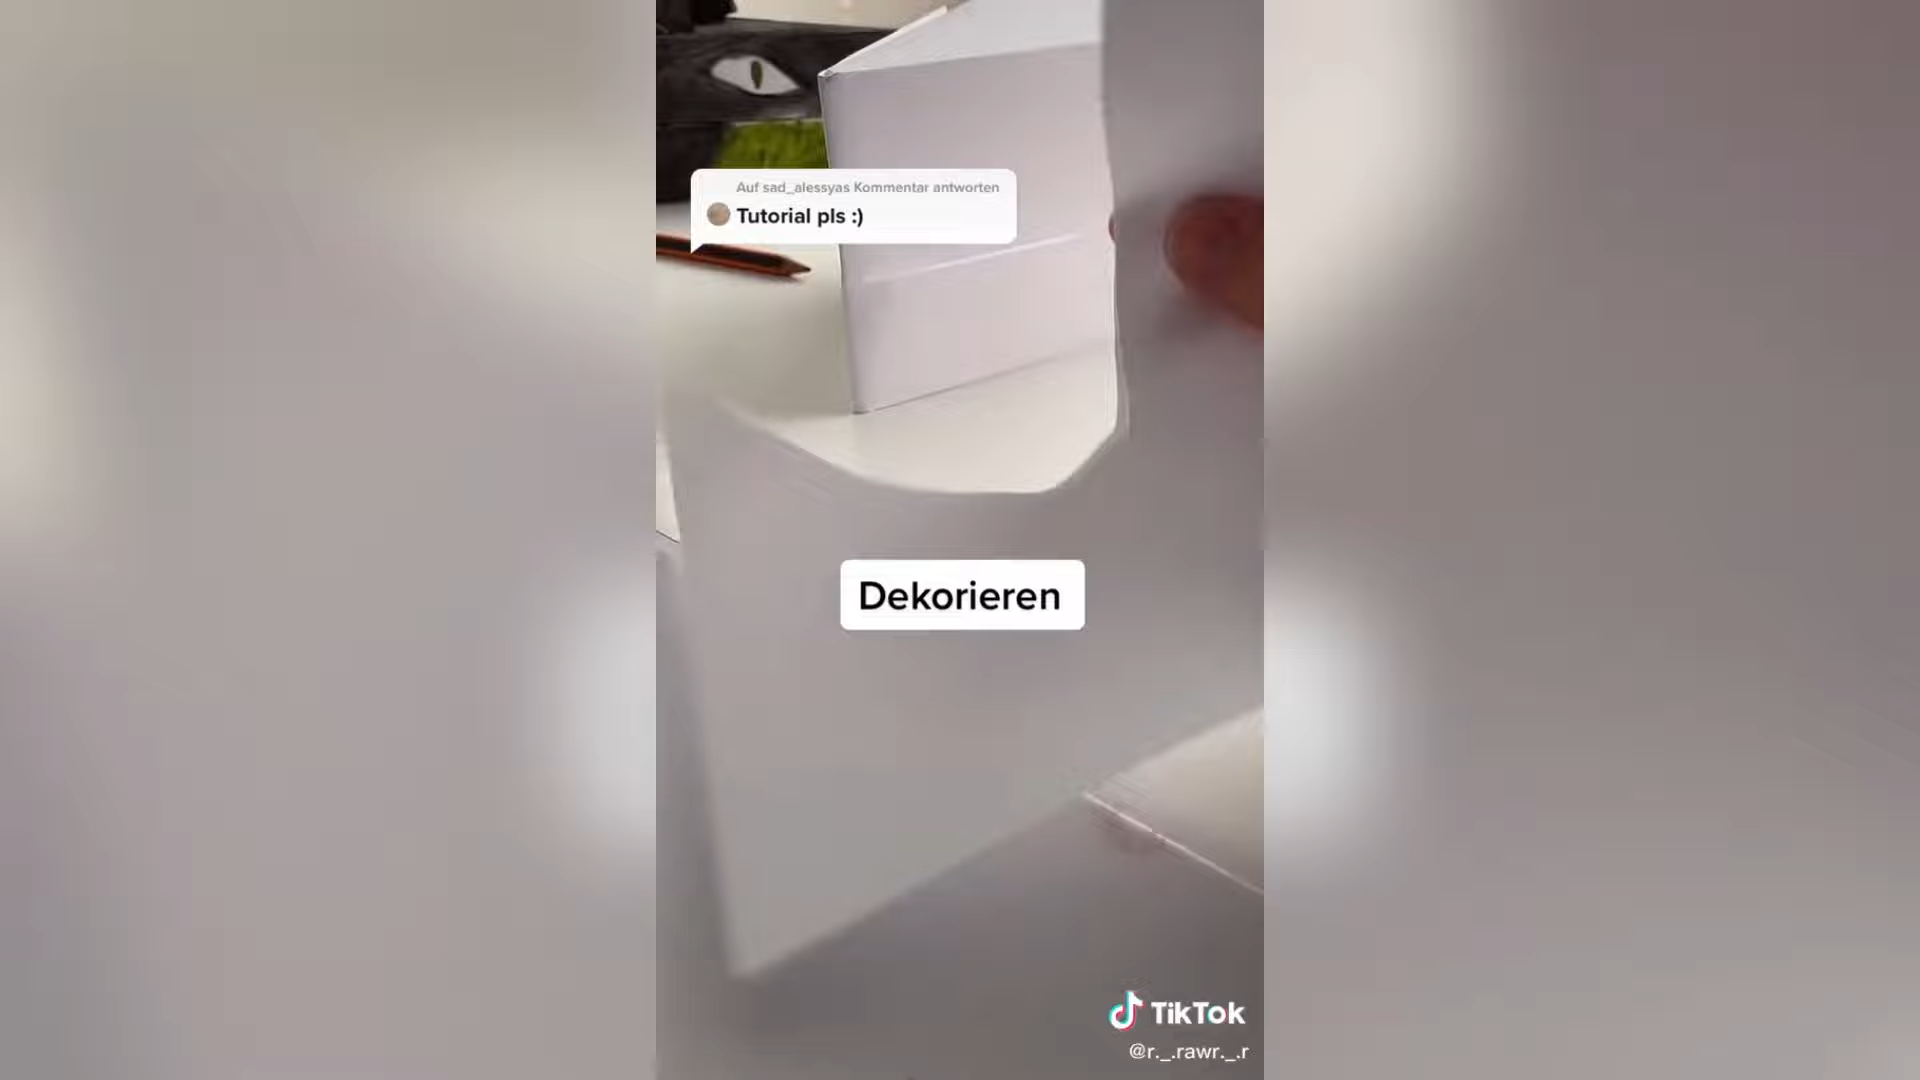 Auf sad_alessyas Kommentar antworten
Tutorial pls :)
Dekorieren
TikTok
@r._.rawr._.r